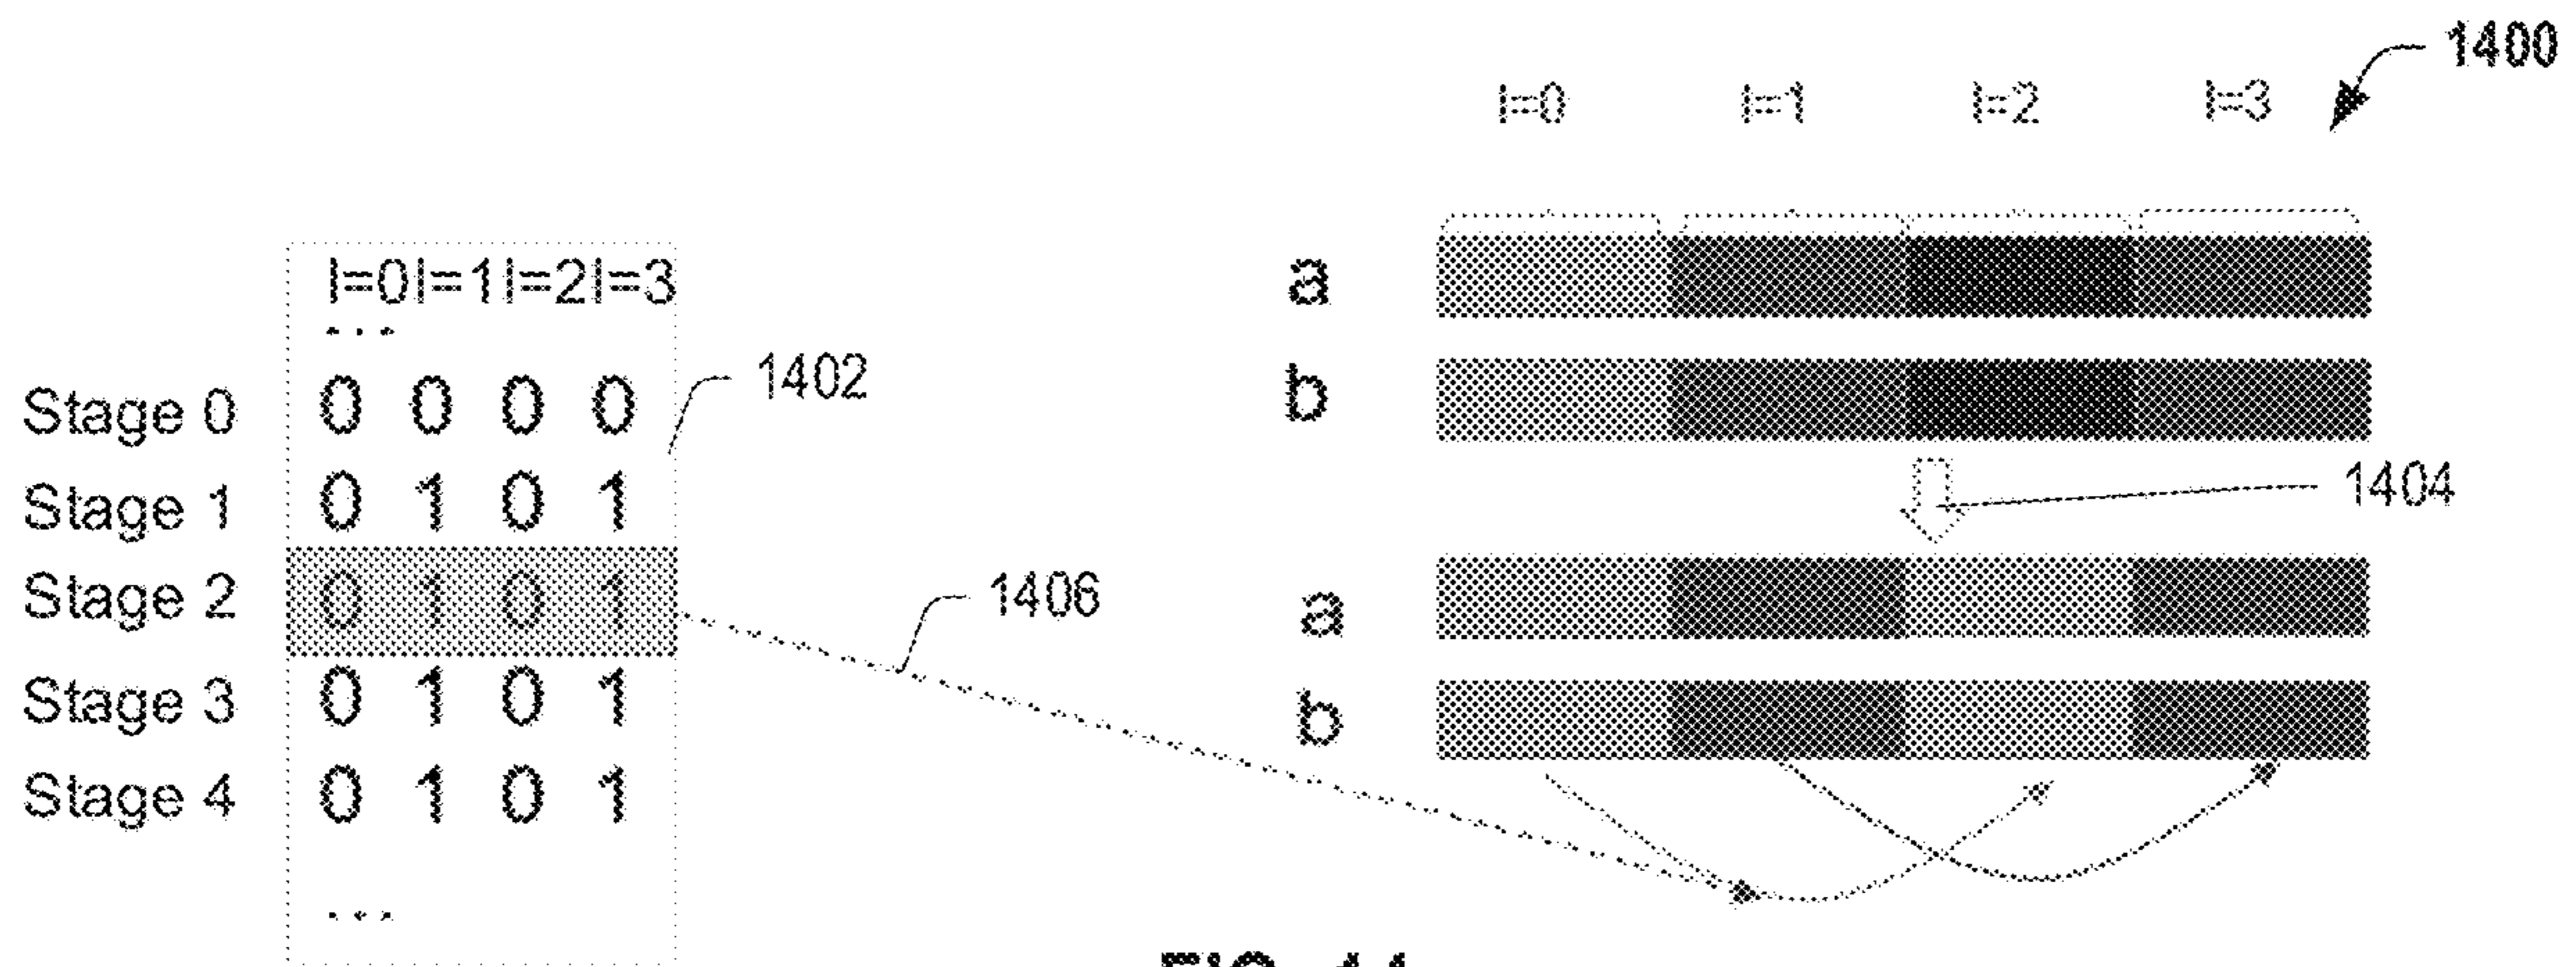 1400
l=0 l=1 l=2 l=3
a
b
1404
a
b
l=0 l=1 l=2 l=3
...
Stage 0 0 0 0 0
1402
Stage 1 0 1 0 1
Stage 2 0 1 0 1
1406
Stage 3 0 1 0 1
Stage 4 0 1 0 1
...